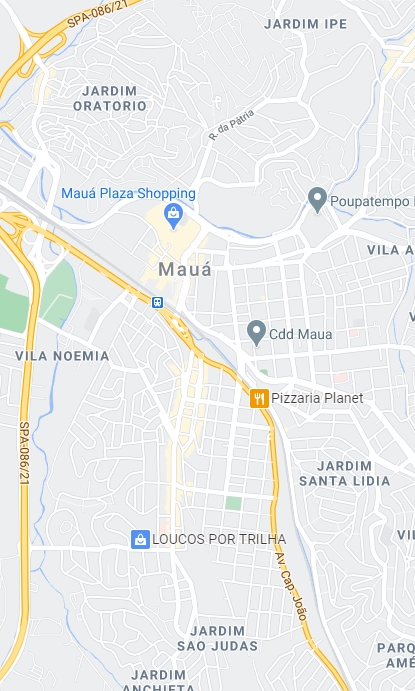 SPA-086/21
JARDIM IPE
JARDIM
ORATORIO
R. da Pátria
Mauá Plaza Shopping
Poupatempo
VILA A
Mauá
Cdd Maua
VILA NOEMIA
Pizzaria Planet
SPA-086/21
JARDIM
SANTA LIDIA
LOUCOS POR TRILHA
VIL
Av. Cap. João.
JARDIM
SAO JUDAS
PARQ
AMÉ
JARDIM
ANCHIETA